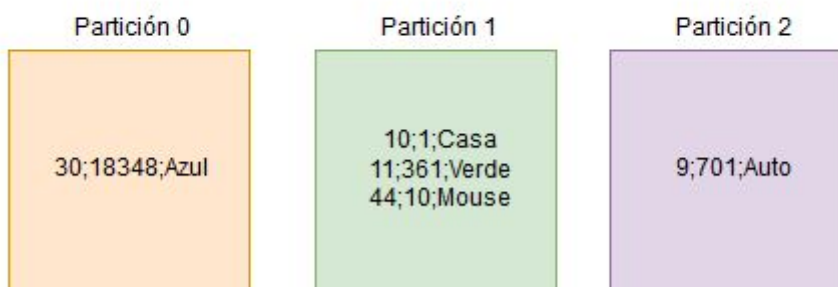 Partición 0
30;18348;Azul
Partición 1
10;1;Casa
11;361;Verde
44;10;Mouse
Partición 2
9;701;Auto